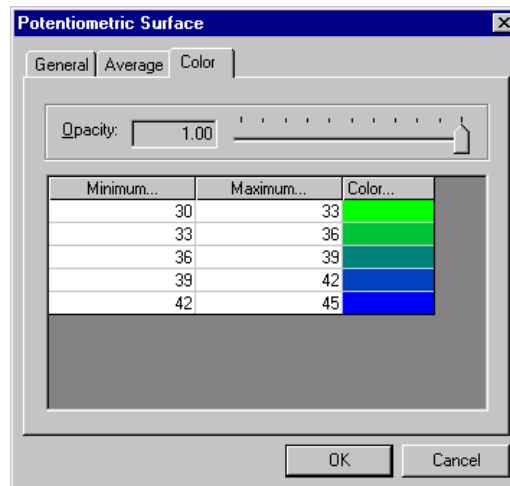 Potentiometric Surface
General Average Color
Opacity: 1.00
Minimum... Maximum... Color...
30 33
33 36
36 39
39 42
42 45
OK Cancel